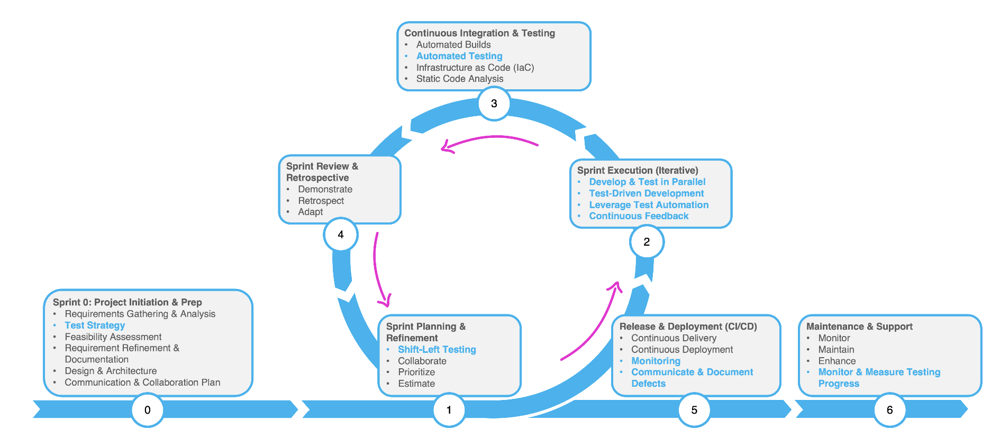 Continuous Integration & Testing
• Automated Builds
• Automated Testing
• Infrastructure as Code (IaC)
• Static Code Analysis
3
Sprint Review &
Retrospective
• Demonstrate
• Retrospect
• Adapt
4
Sprint Execution (Iterative)
• Develop & Test in Parallel
• Test-Driven Development
• Leverage Test Automation
• Continuous Feedback
2
Sprint 0: Project Initiation & Prep
• Requirements Gathering & Analysis
• Test Strategy
• Feasibility Assessment
• Requirement Refinement &
Documentation
• Design & Architecture
• Communication & Collaboration Plan
0
Sprint Planning &
Refinement
• Shift-Left Testing
• Collaborate
• Prioritize
• Estimate
1
Release & Deployment (CI/CD)
• Continuous Delivery
• Continuous Deployment
• Monitoring
• Communicate & Document
Defects
5
Maintenance & Support
• Monitor
• Maintain
• Enhance
• Monitor & Measure Testing
Progress
6